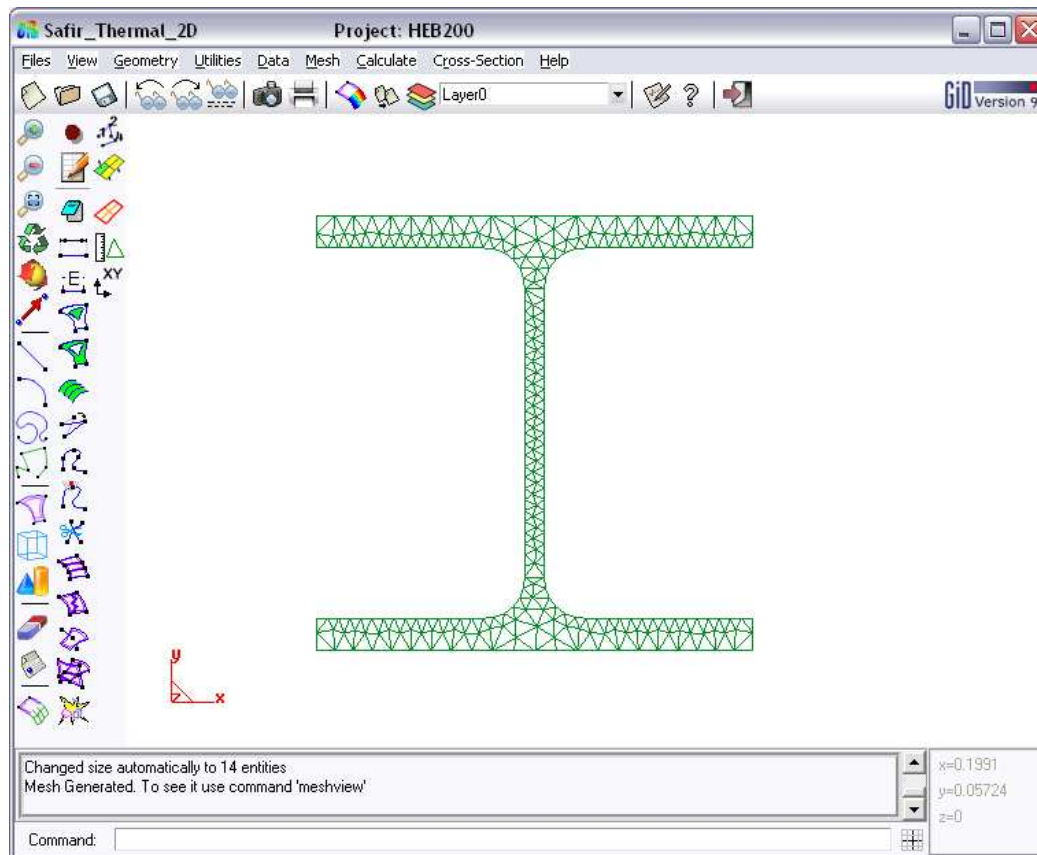 Safir_Thermal_2D Project: HEB200
Files View Geometry Utilities Data Mesh Calculate Cross-Section Help
Layer0
GiD Version 9
2
E
XY
y
z x
Changed size automatically to 14 entities
Mesh Generated. To see it use command 'meshview'
x=0.1991
y=0.05724
z=0
Command: